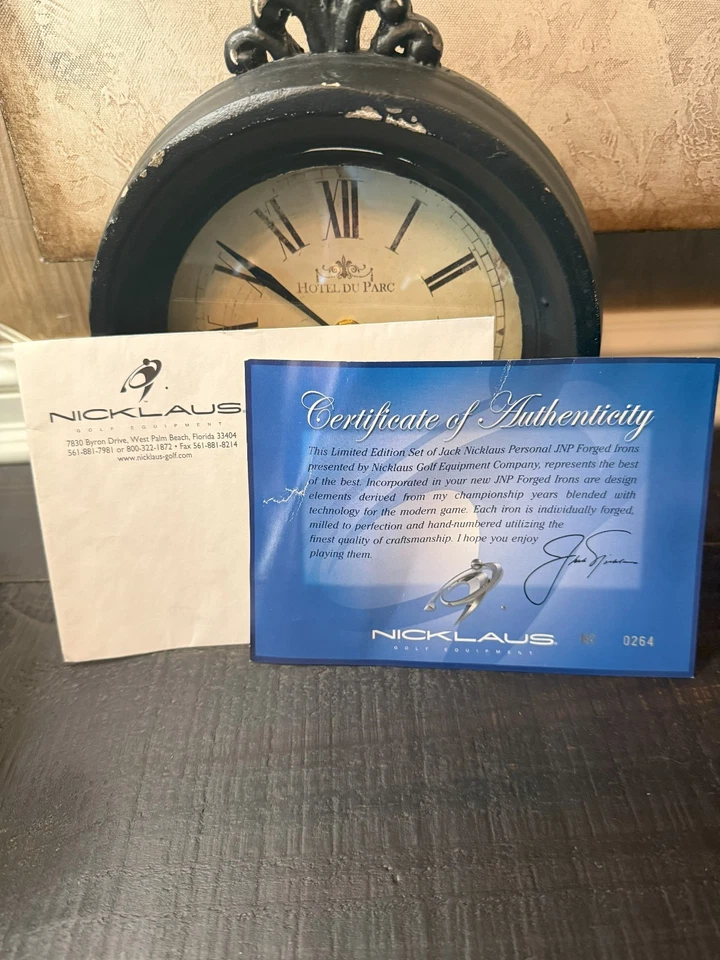 XII
XI
I
X
II
HOTEL DU PARC
NICKLAUS
GOLF EQUIPMENT
7830 Byron Drive, West Palm Beach, Florida 33404
561-881-7981 or 800-322-1872 • Fax 561-881-8214
www.nicklaus-golf.com
Certificate of Authenticity
This Limited Edition Set of Jack Nicklaus Personal JNP Forged Irons
presented by Nicklaus Golf Equipment Company, represents the best
of the best. Incorporated in your new JNP Forged Irons are design
elements derived from my championship years blended with
technology for the modern game. Each iron is individually forged,
milled to perfection and hand-numbered utilizing the
finest quality of craftsmanship. I hope you enjoy
playing them.
Jack Nicklaus
NICKLAUS
GOLF EQUIPMENT
0264